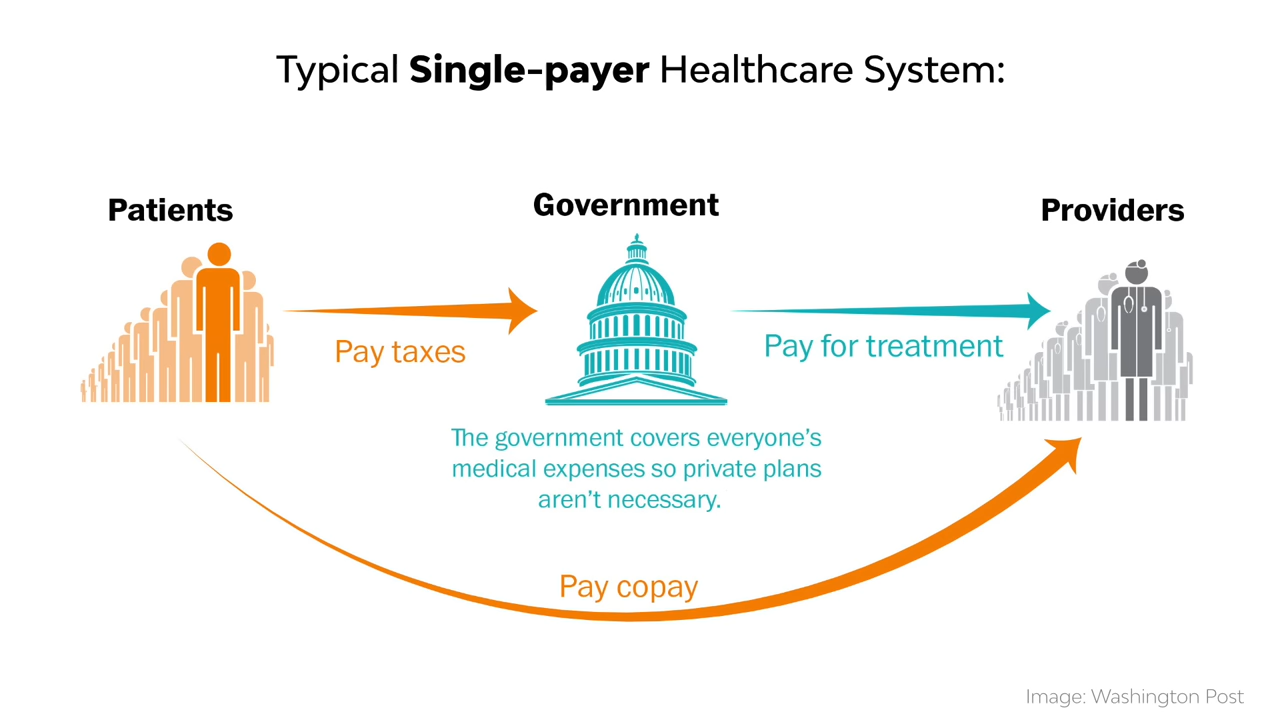 Typical Single-payer Healthcare System:
Patients
Government
Providers
Pay taxes
Pay for treatment
The government covers everyone’s
medical expenses so private plans
aren’t necessary.
Pay copay
Image: Washington Post